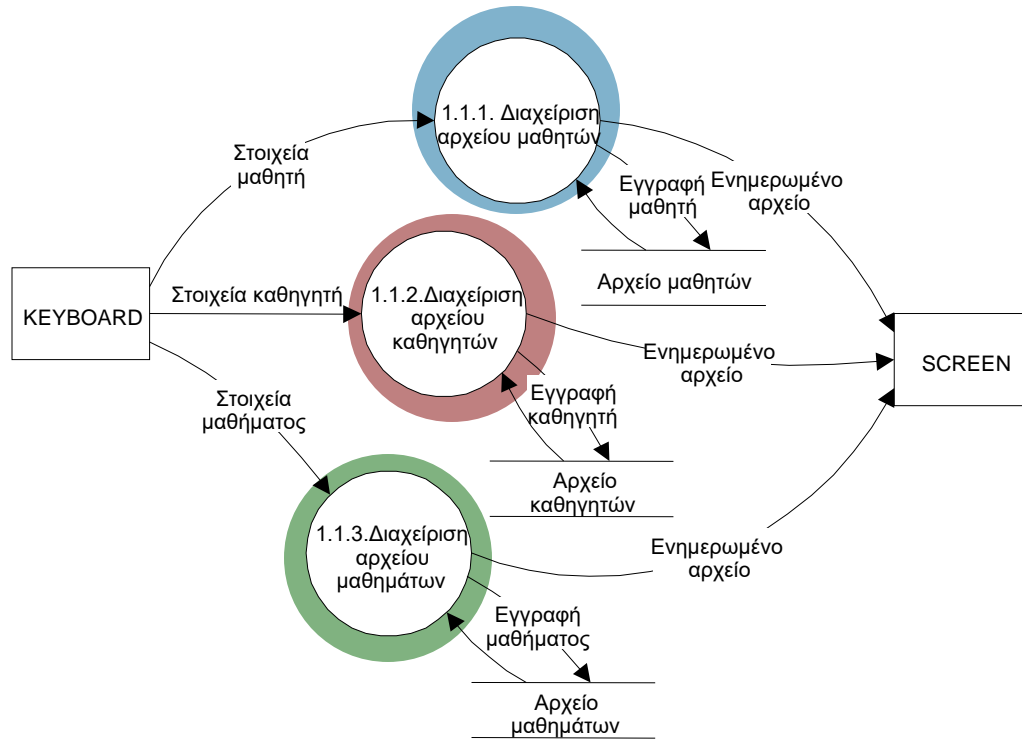 1.1.1. Διαχείριση
αρχείου μαθητών
Στοιχεία
μαθητή
Εγγραφή
μαθητή
Ενημερωμένο
αρχείο
Αρχείο μαθητών
KEYBOARD
Στοιχεία καθηγητή
1.1.2.Διαχείριση
αρχείου
καθηγητών
Ενημερωμένο
αρχείο
SCREEN
Στοιχεία
μαθήματος
Εγγραφή
καθηγητή
Αρχείο
καθηγητών
1.1.3.Διαχείριση
αρχείου
μαθημάτων
Ενημερωμένο
αρχείο
Εγγραφή
μαθήματος
Αρχείο
μαθημάτων